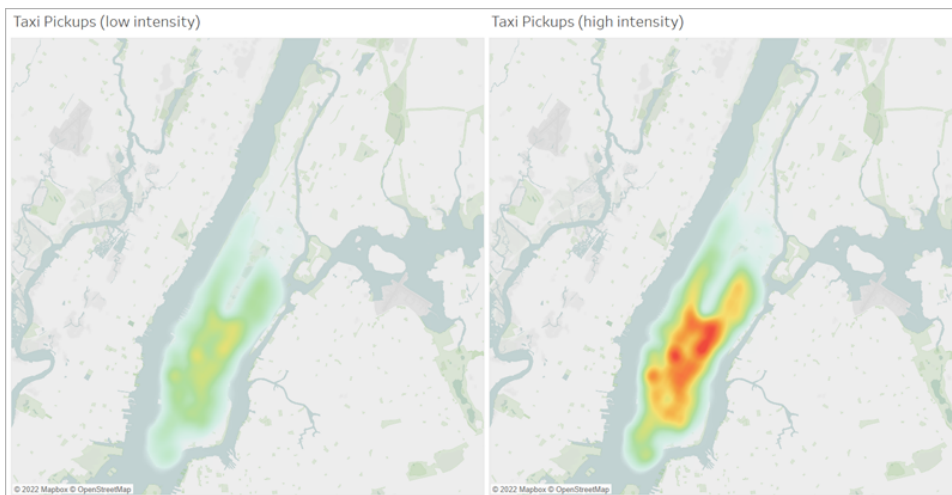 Taxi Pickups (low intensity)
Taxi Pickups (high intensity)
© 2022 Mapbox © OpenStreetMap
© 2022 Mapbox © OpenStreetMap